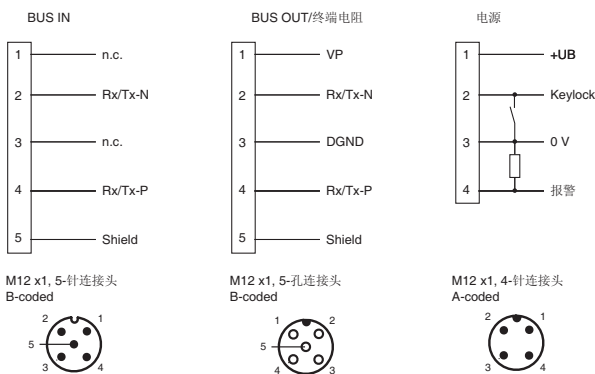 BUS IN
1 n.c.
2 Rx/Tx-N
3 n.c.
4 Rx/Tx-P
5 Shield
M12 x1, 5-针连接头
B-coded
2 1
5
3 4
BUS OUT/终端电阻
1 VP
2 Rx/Tx-N
3 DGND
4 Rx/Tx-P
5 Shield
M12 x1, 5-孔连接头
B-coded
1 2
5
4 3
电源
1 +UB
2 Keylock
3 0 V
4 报警
M12 x1, 4-针连接头
A-coded
2 1
3 4